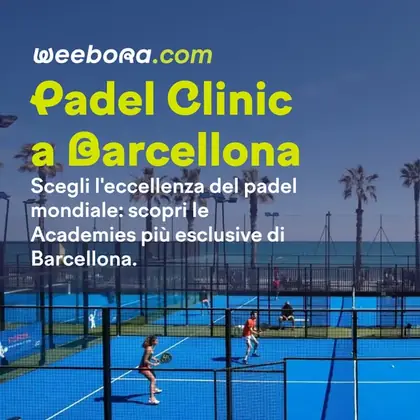 weebora.com
Padel Clinic
a Barcellona
Scegli l'eccellenza del padel
mondiale: scopri le
Academies più esclusive di
Barcellona.